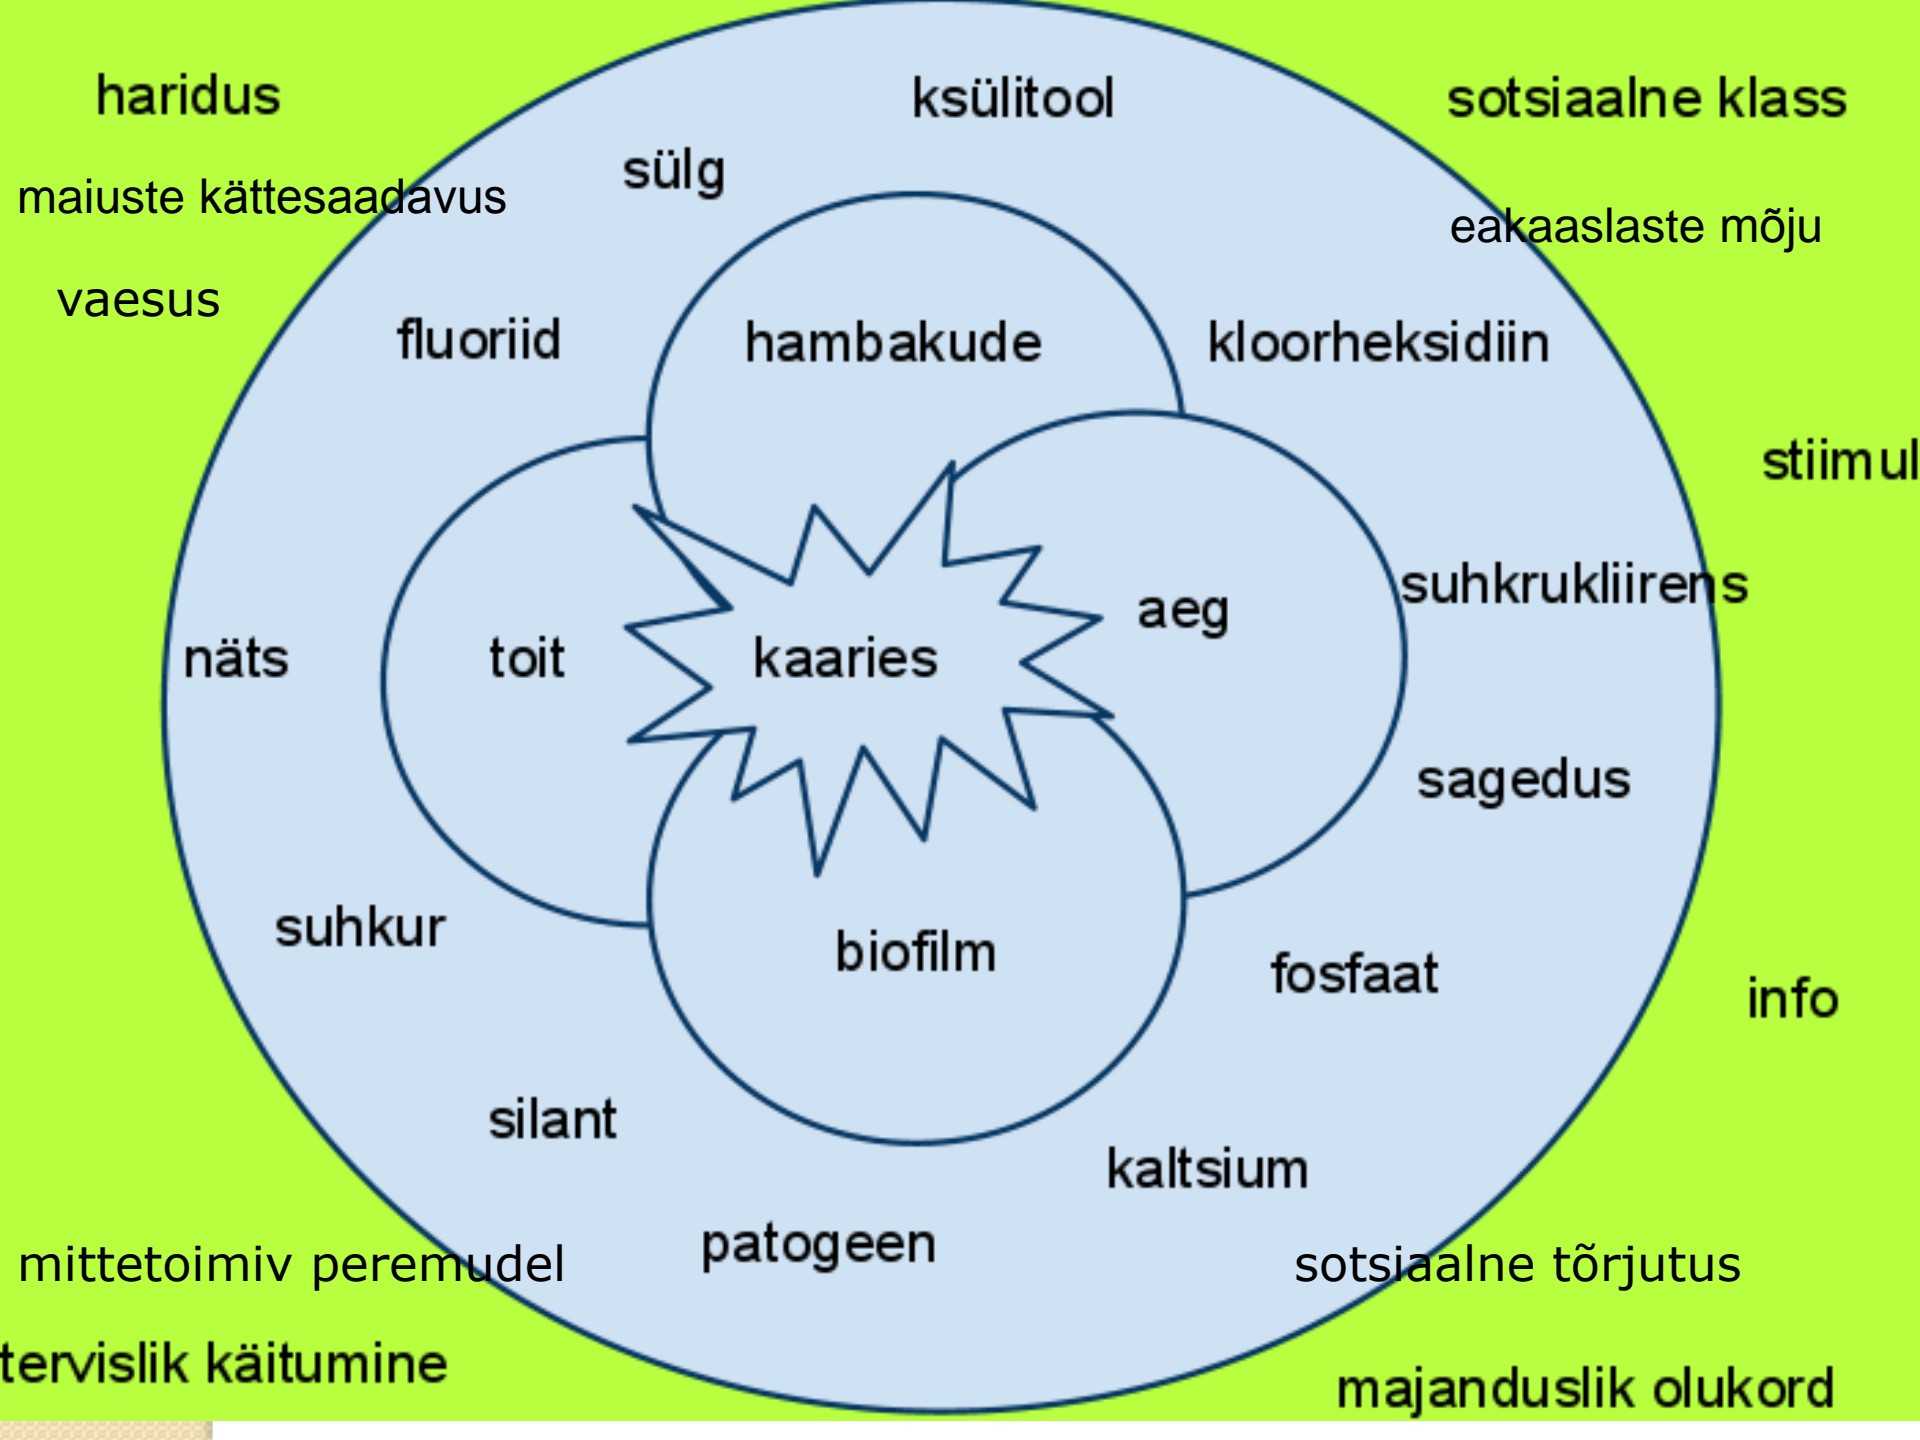 haridus
ksülitool
sotsiaalne klass
sülg
maiuste kättesaadavus
eakaaslaste mõju
vaesus
fluoriid
hambakude
kloorheksidiin
stiimul
suhkrukliirens
aeg
näts
toit
kaaries
sagedus
suhkur
biofilm
fosfaat
info
silant
kaltsium
patogeen
mittetoimiv peremudel
sotsiaalne tõrjutus
tervislik käitumine
majanduslik olukord